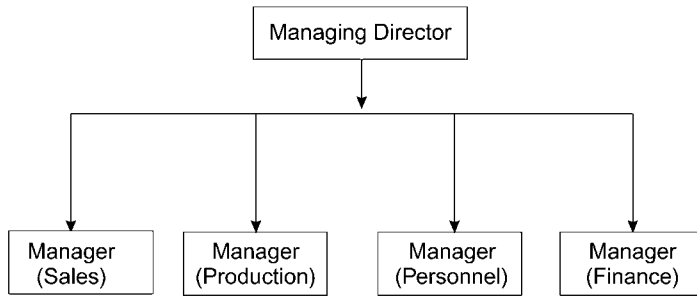 Managing Director
Manager
(Sales)
Manager
(Production)
Manager
(Personnel)
Manager
(Finance)